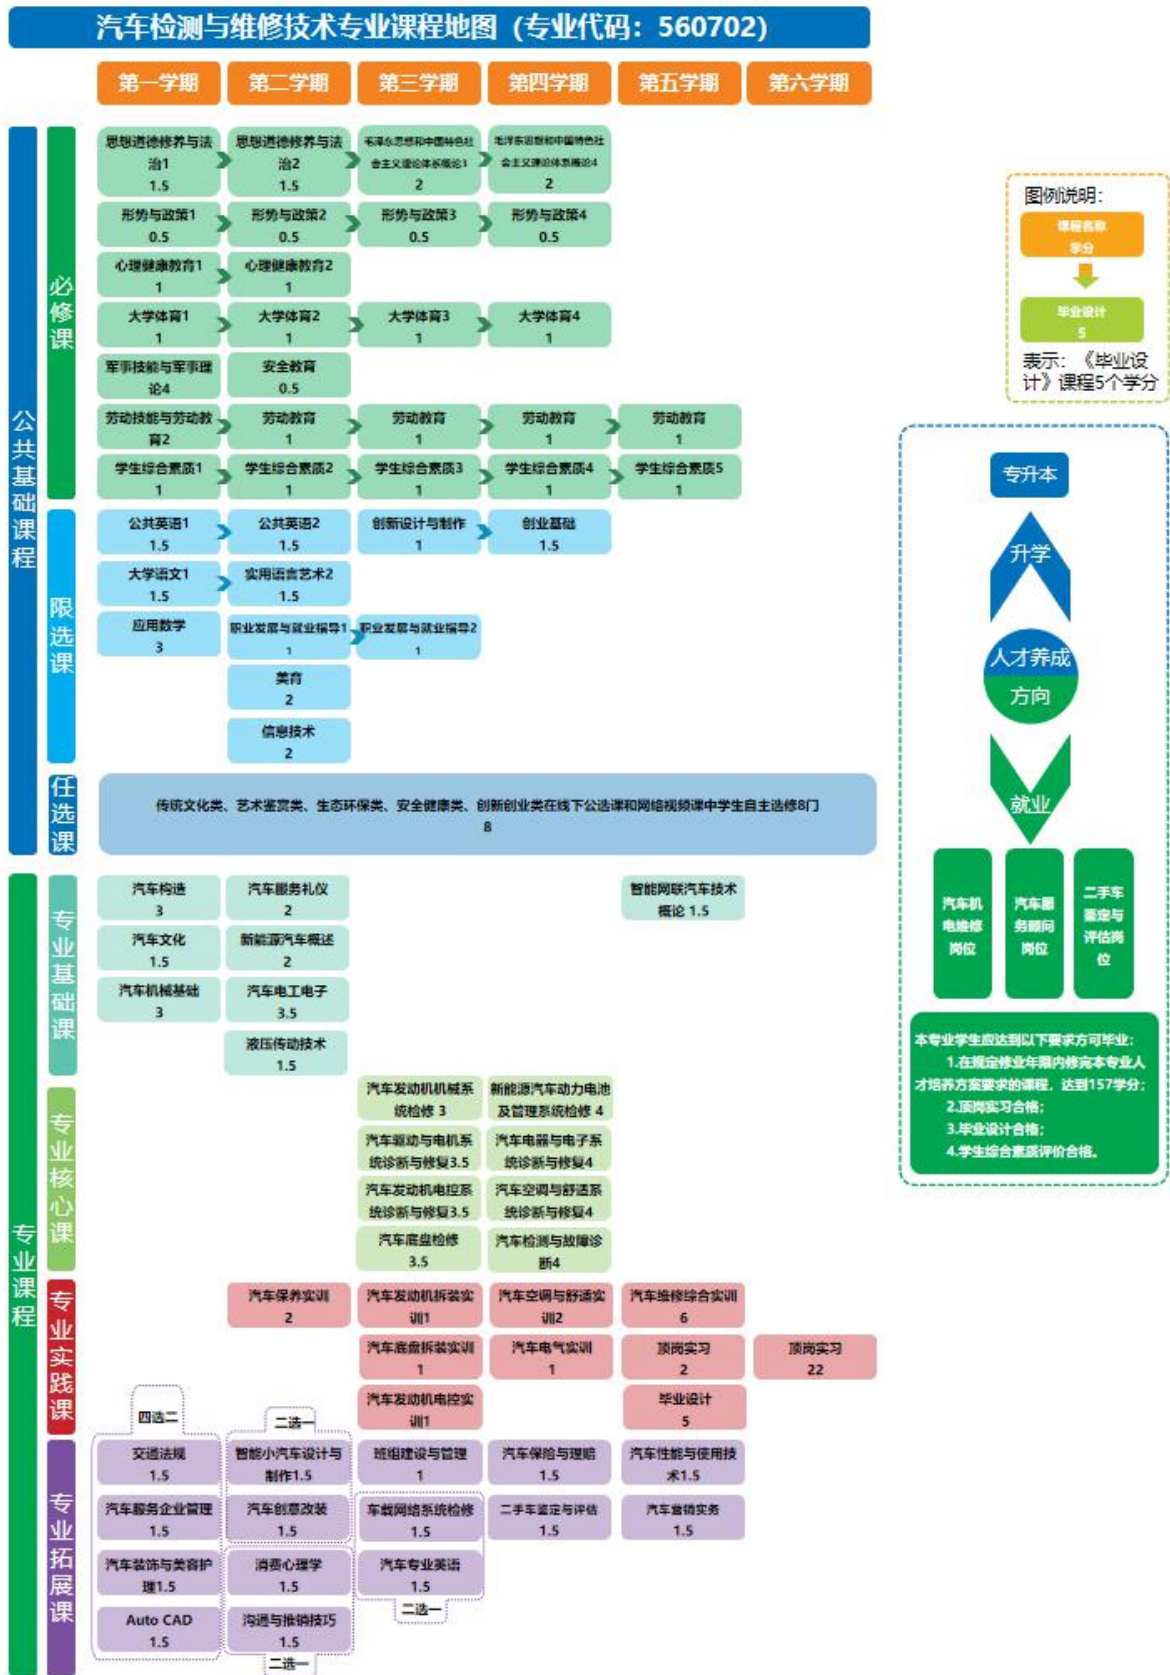 汽车检测与维修技术专业课程地图（专业代码：560702）
第一学期
第二学期
第三学期
第四学期
第五学期
第六学期
公共基础课程
必修课
思想道德修养与法
治1
1.5
思想道德修养与法
治2
1.5
毛泽东思想和中国特色社
会主义理论体系概论3
2
毛泽东思想和中国特色社
会主义理论体系概论4
2
形势与政策1
0.5
形势与政策2
0.5
形势与政策3
0.5
形势与政策4
0.5
心理健康教育1
1
心理健康教育2
1
大学体育1
1
大学体育2
1
大学体育3
1
大学体育4
1
军事技能与军事理
论4
安全教育
0.5
劳动技能与劳动教
育2
劳动教育
1
劳动教育
1
劳动教育
1
劳动教育
1
学生综合素质1
1
学生综合素质2
1
学生综合素质3
1
学生综合素质4
1
学生综合素质5
1
限选课
公共英语1
1.5
公共英语2
1.5
创新设计与制作
1
创业基础
1.5
大学语文1
1.5
实用语言艺术2
1.5
应用数学
3
职业发展与就业指导1
1
职业发展与就业指导2
1
美育
2
信息技术
2
任选课
传统文化类、艺术鉴赏类、生态环保类、安全健康类、创新创业类在线下公选课和网络视频课中学生自主选修8门
8
专业课程
专业基础课
汽车构造
3
汽车服务礼仪
2
智能网联汽车技术
概论 1.5
汽车文化
1.5
新能源汽车概述
2
汽车机械基础
3
汽车电工电子
3.5
液压传动技术
1.5
专业核心课
汽车发动机机械系
统检修 3
新能源汽车动力电池
及管理系统检修 4
汽车驱动与电机系
统诊断与修复3.5
汽车电器与电子系
统诊断与修复4
汽车发动机电控系
统诊断与修复3.5
汽车空调与舒适系
统诊断与修复4
汽车底盘检修
3.5
汽车检测与故障诊
断4
专业实践课
汽车保养实训
2
汽车发动机拆装实
训1
汽车空调与舒适实
训2
汽车维修综合实训
6
汽车底盘拆装实训
1
汽车电气实训
1
顶岗实习
2
顶岗实习
22
汽车发动机电控实
训1
毕业设计
5
专业拓展课
四选二
二选一
交通法规
1.5
智能小汽车设计与
制作1.5
班组建设与管理
1
汽车保险与理赔
1.5
汽车性能与使用技
术1.5
汽车服务企业管理
1.5
汽车创意改装
1.5
车载网络系统检修
1.5
二手车鉴定与评估
1.5
汽车营销实务
1.5
汽车装饰与美容护
理1.5
消费心理学
1.5
汽车专业英语
1.5
二选一
Auto CAD
1.5
沟通与推销技巧
1.5
二选一
图例说明：
课程名称
学分
毕业设计
5
表示：《毕业设
计》课程5个学分
专升本
升学
人才养成
方向
就业
汽车机
电维修
岗位
汽车服
务顾问
岗位
二手车
鉴定与
评估岗
位
本专业学生应达到以下要求方可毕业：
1.在规定修业年限内修完本专业人
才培养方案要求的课程，达到157学分；
2.顶岗实习合格；
3.毕业设计合格；
4.学生综合素质评价合格。